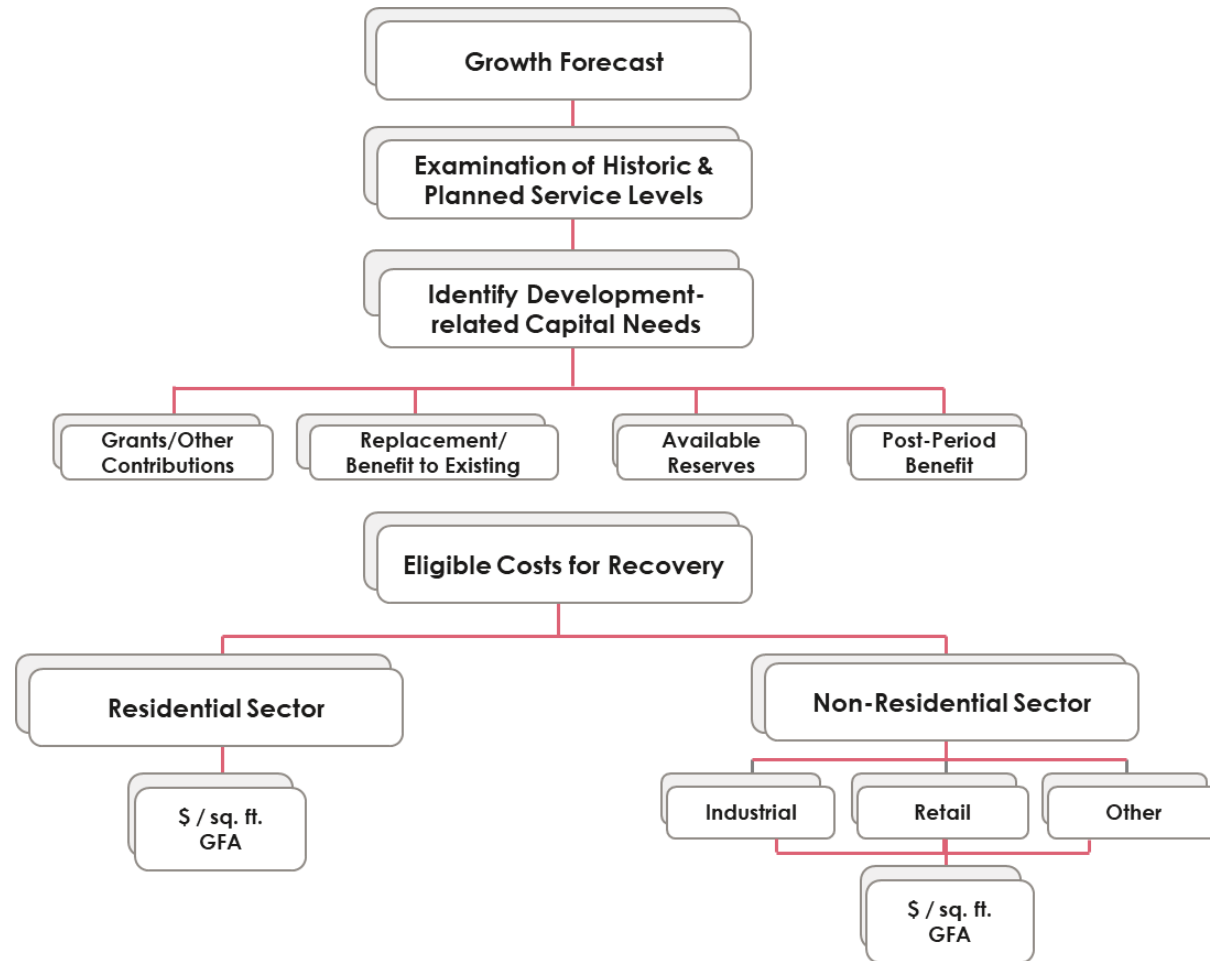 Growth Forecast
Examination of Historic &
Planned Service Levels
Identify Development-
related Capital Needs
Grants/Other
Contributions
Replacement/
Benefit to Existing
Available
Reserves
Post-Period
Benefit
Eligible Costs for Recovery
Residential Sector
Non-Residential Sector
$ / sq. ft.
GFA
Industrial
Retail
Other
$ / sq. ft.
GFA